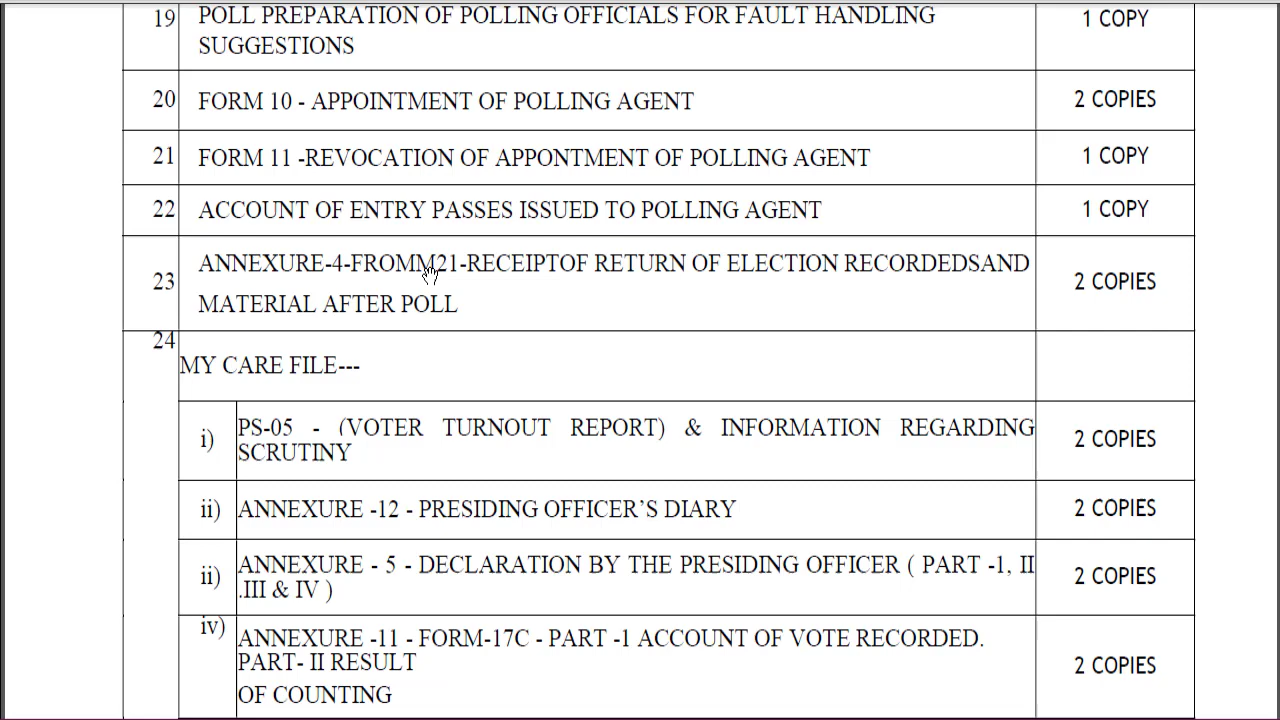 19 POLL PREPARATION OF POLLING OFFICIALS FOR FAULT HANDLING 1 COPY
SUGGESTIONS
20 FORM 10 - APPOINTMENT OF POLLING AGENT 2 COPIES
21 FORM 11 -REVOCATION OF APPONTMENT OF POLLING AGENT 1 COPY
22 ACCOUNT OF ENTRY PASSES ISSUED TO POLLING AGENT 1 COPY
23 ANNEXURE-4-FROMM21-RECEIPTOF RETURN OF ELECTION RECORDEDSAND 2 COPIES
MATERIAL AFTER POLL
24
MY CARE FILE---
i) PS-05 - (VOTER TURNOUT REPORT) & INFORMATION REGARDING 2 COPIES
SCRUTINY
ii) ANNEXURE -12 - PRESIDING OFFICER’S DIARY 2 COPIES
ii) ANNEXURE - 5 - DECLARATION BY THE PRESIDING OFFICER ( PART -1, II 2 COPIES
.III & IV )
iv) ANNEXURE -11 - FORM-17C - PART -1 ACCOUNT OF VOTE RECORDED.
PART- II RESULT 2 COPIES
OF COUNTING